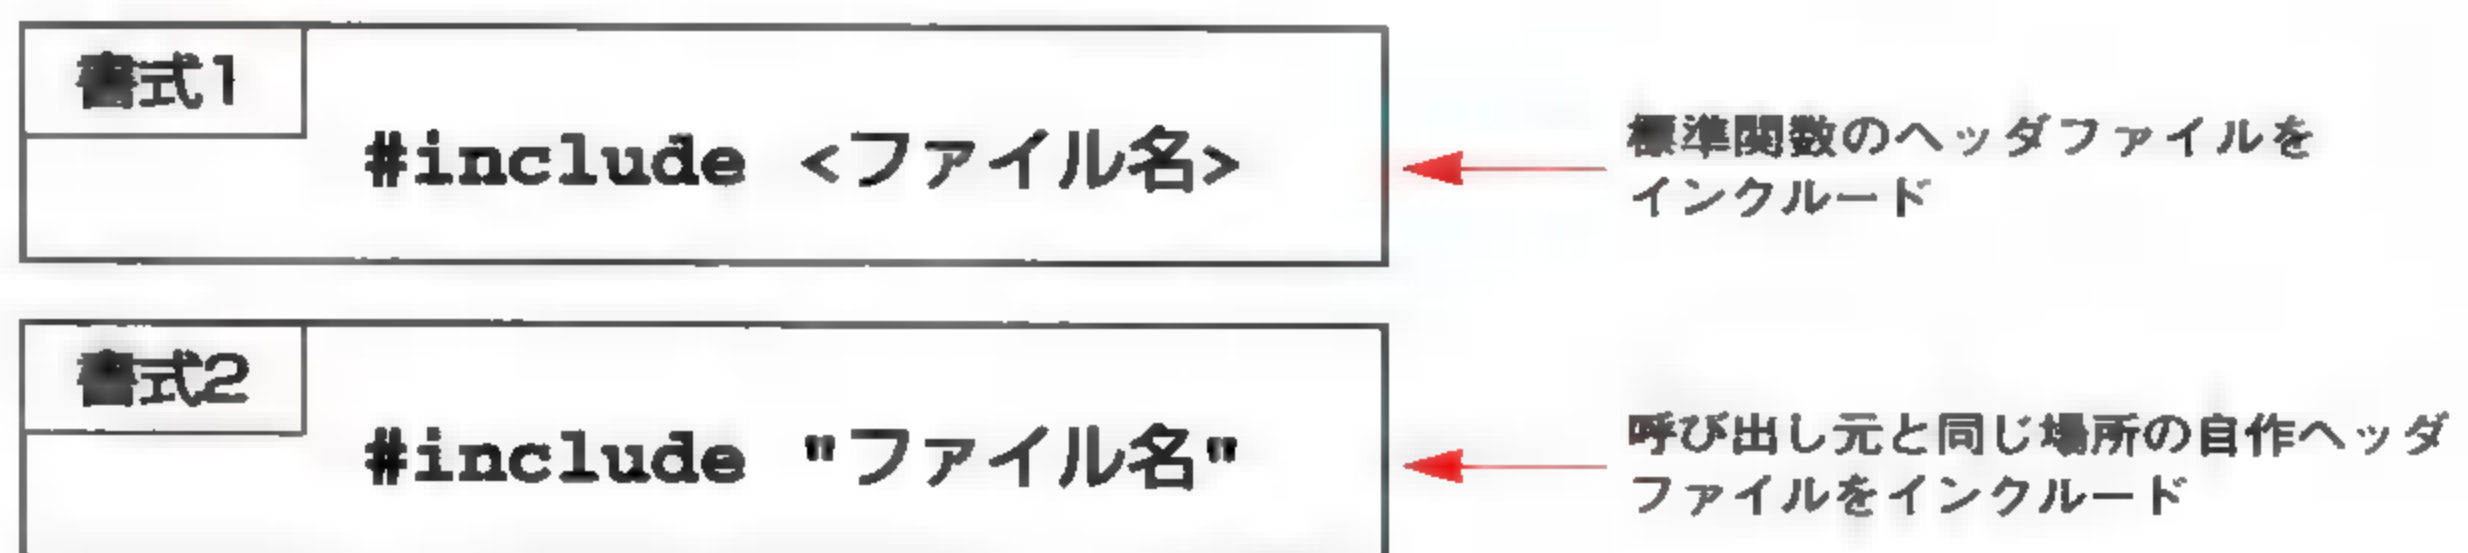 書式1
#include <ファイル名>
標準関数のヘッダファイルを
インクルード
書式2
#include "ファイル名"
呼び出し元と同じ場所の自作ヘッダ
ファイルをインクルード